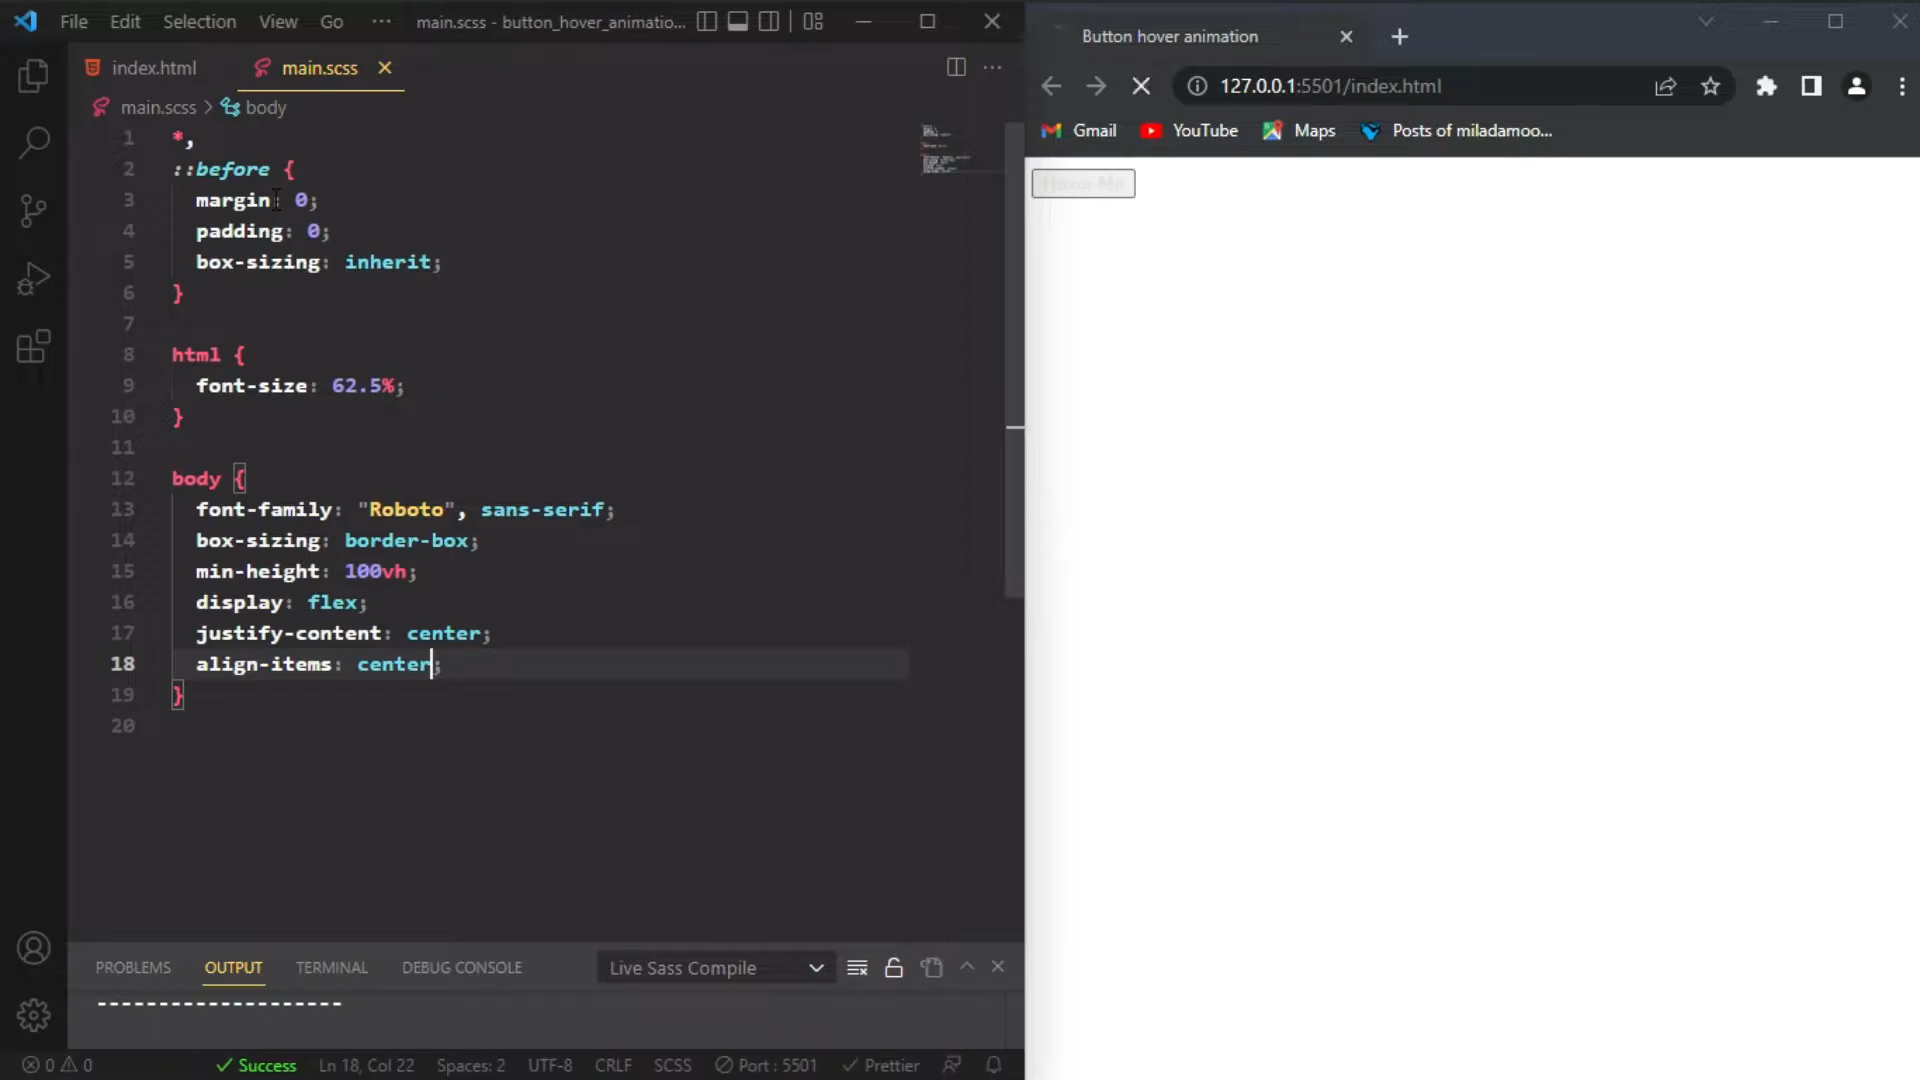 File Edit Selection View Go ··· main.scss - button_hover_animatio...
index.html main.scss
main.scss > body
1 *,
2 ::before {
3 margin: 0;
4 padding: 0;
5 box-sizing: inherit;
6 }
7
8 html {
9 font-size: 62.5%;
10 }
11
12 body {
13 font-family: "Roboto", sans-serif;
14 box-sizing: border-box;
15 min-height: 100vh;
16 display: flex;
17 justify-content: center;
18 align-items: center;
19 }
20
PROBLEMS OUTPUT TERMINAL DEBUG CONSOLE Live Sass Compile
--------------------
0 0 Success Ln 18, Col 22 Spaces: 2 UTF-8 CRLF SCSS Port : 5501 Prettier
Button hover animation
127.0.0.1:5501/index.html
Gmail YouTube Maps Posts of miladamoo...